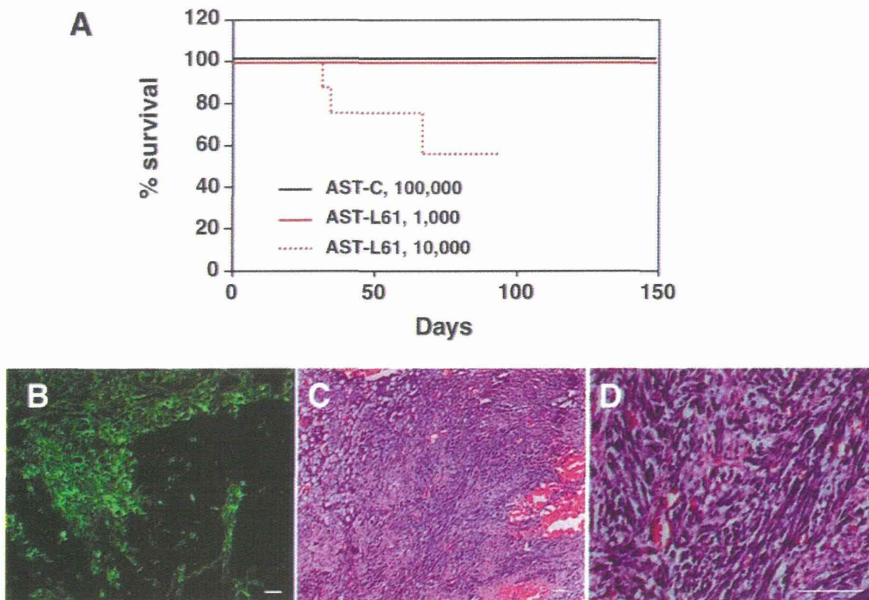 A
120
100
80
60
40
20
0
% survival
AST-C, 100,000
AST-L61, 1,000
AST-L61, 10,000
0 50 100 150
Days
B
C
D